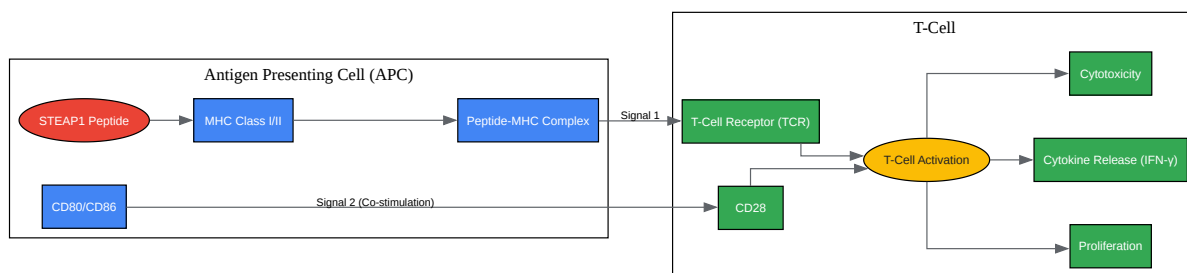 T-Cell
Antigen Presenting Cell (APC)
STEAP1 Peptide
MHC Class I/II
Peptide-MHC Complex
Signal 1
T-Cell Receptor (TCR)
CD80/CD86
Signal 2 (Co-stimulation)
CD28
T-Cell Activation
Cytotoxicity
Cytokine Release (IFN-γ)
Proliferation